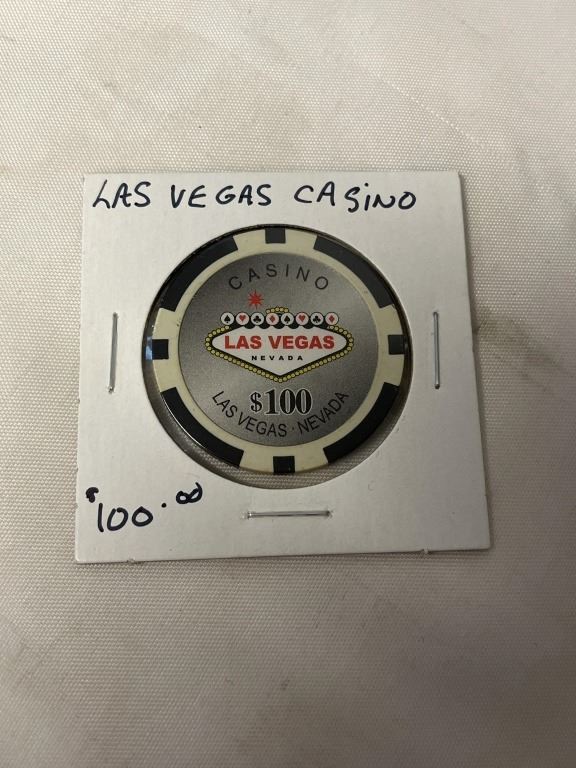 LAS VEGAS CASINO
CASINO
LAS VEGAS
NEVADA
$100
LAS VEGAS · NEVADA
$100.00